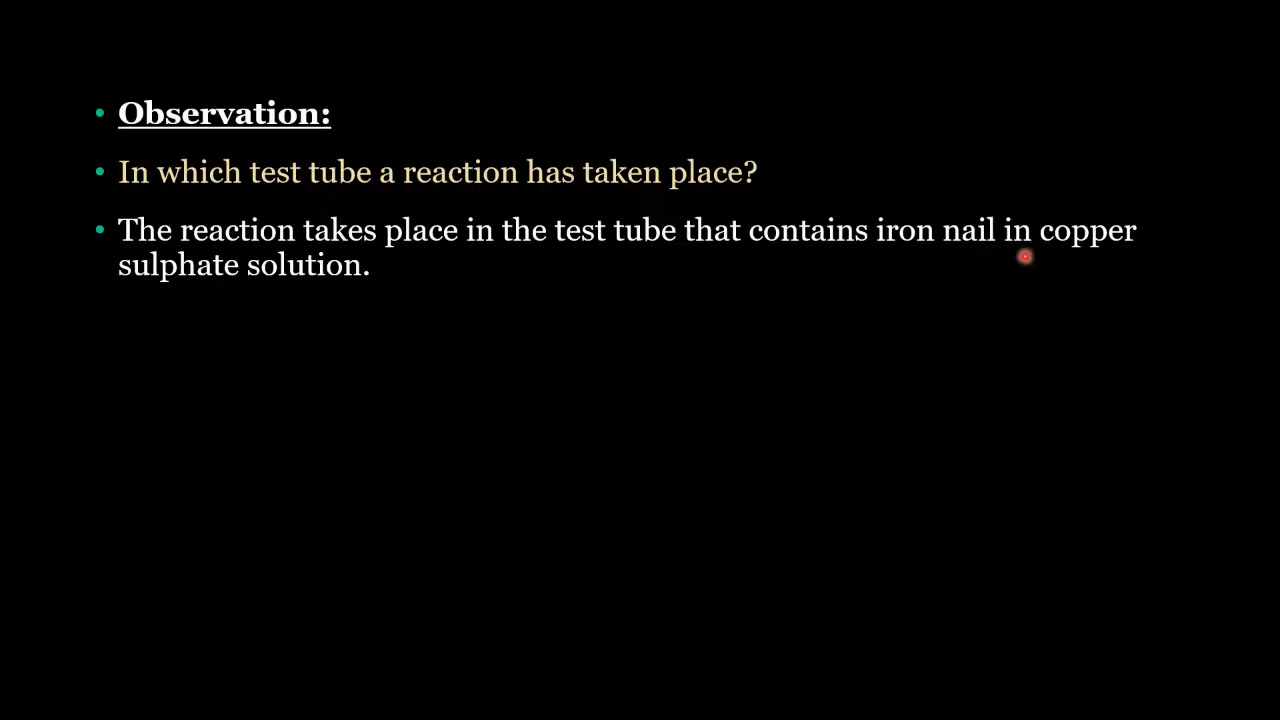 • Observation:
• In which test tube a reaction has taken place?
• The reaction takes place in the test tube that contains iron nail in copper
sulphate solution.